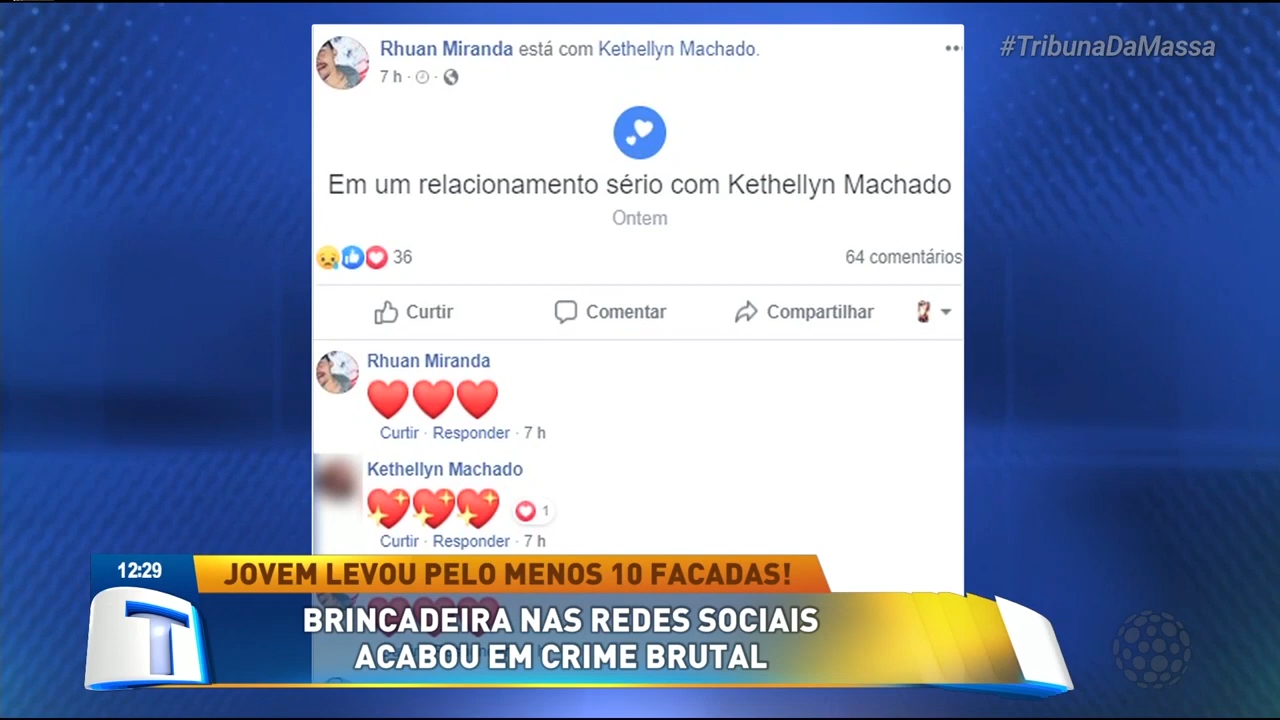 Rhuan Miranda está com Kethellyn Machado.
7 h
#TribunaDaMassa
Em um relacionamento sério com Kethellyn Machado
Ontem
36
64 comentários
Curtir
Comentar
Compartilhar
Rhuan Miranda
Curtir · Responder · 7 h
Kethellyn Machado
1
Curtir · Responder · 7 h
12:29
JOVEM LEVOU PELO MENOS 10 FACADAS!
T
BRINCADEIRA NAS REDES SOCIAIS
ACABOU EM CRIME BRUTAL